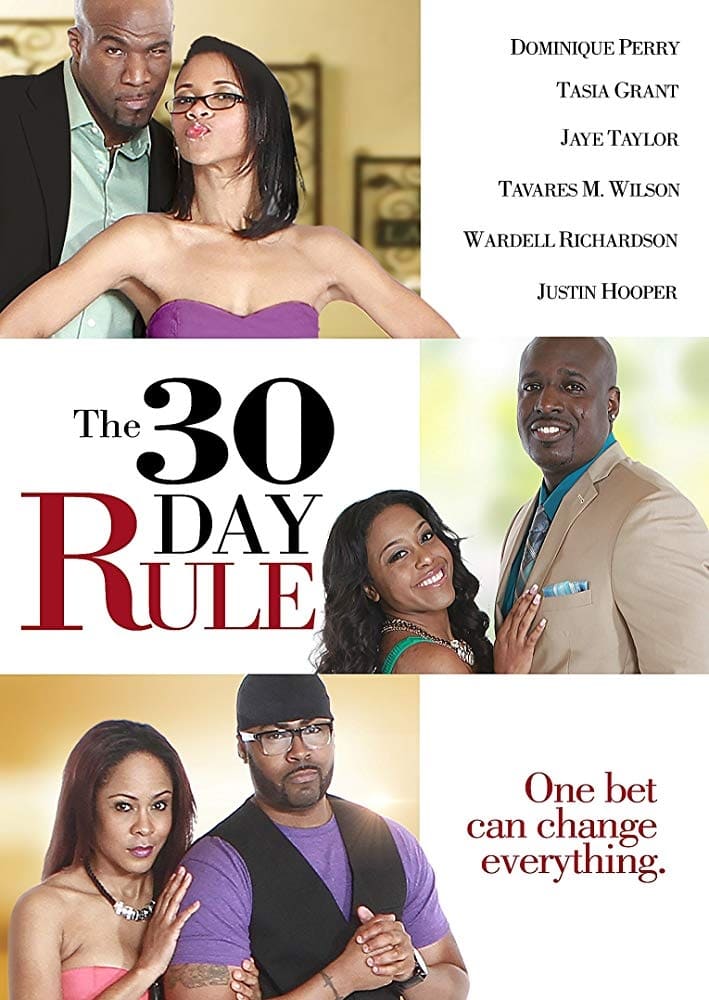 DOMINIQUE PERRY
TASIA GRANT
JAYE TAYLOR
TAVARES M. WILSON
WARDELL RICHARDSON
JUSTIN HOOPER
The 30
DAY
RULE
One bet
can change
everything.